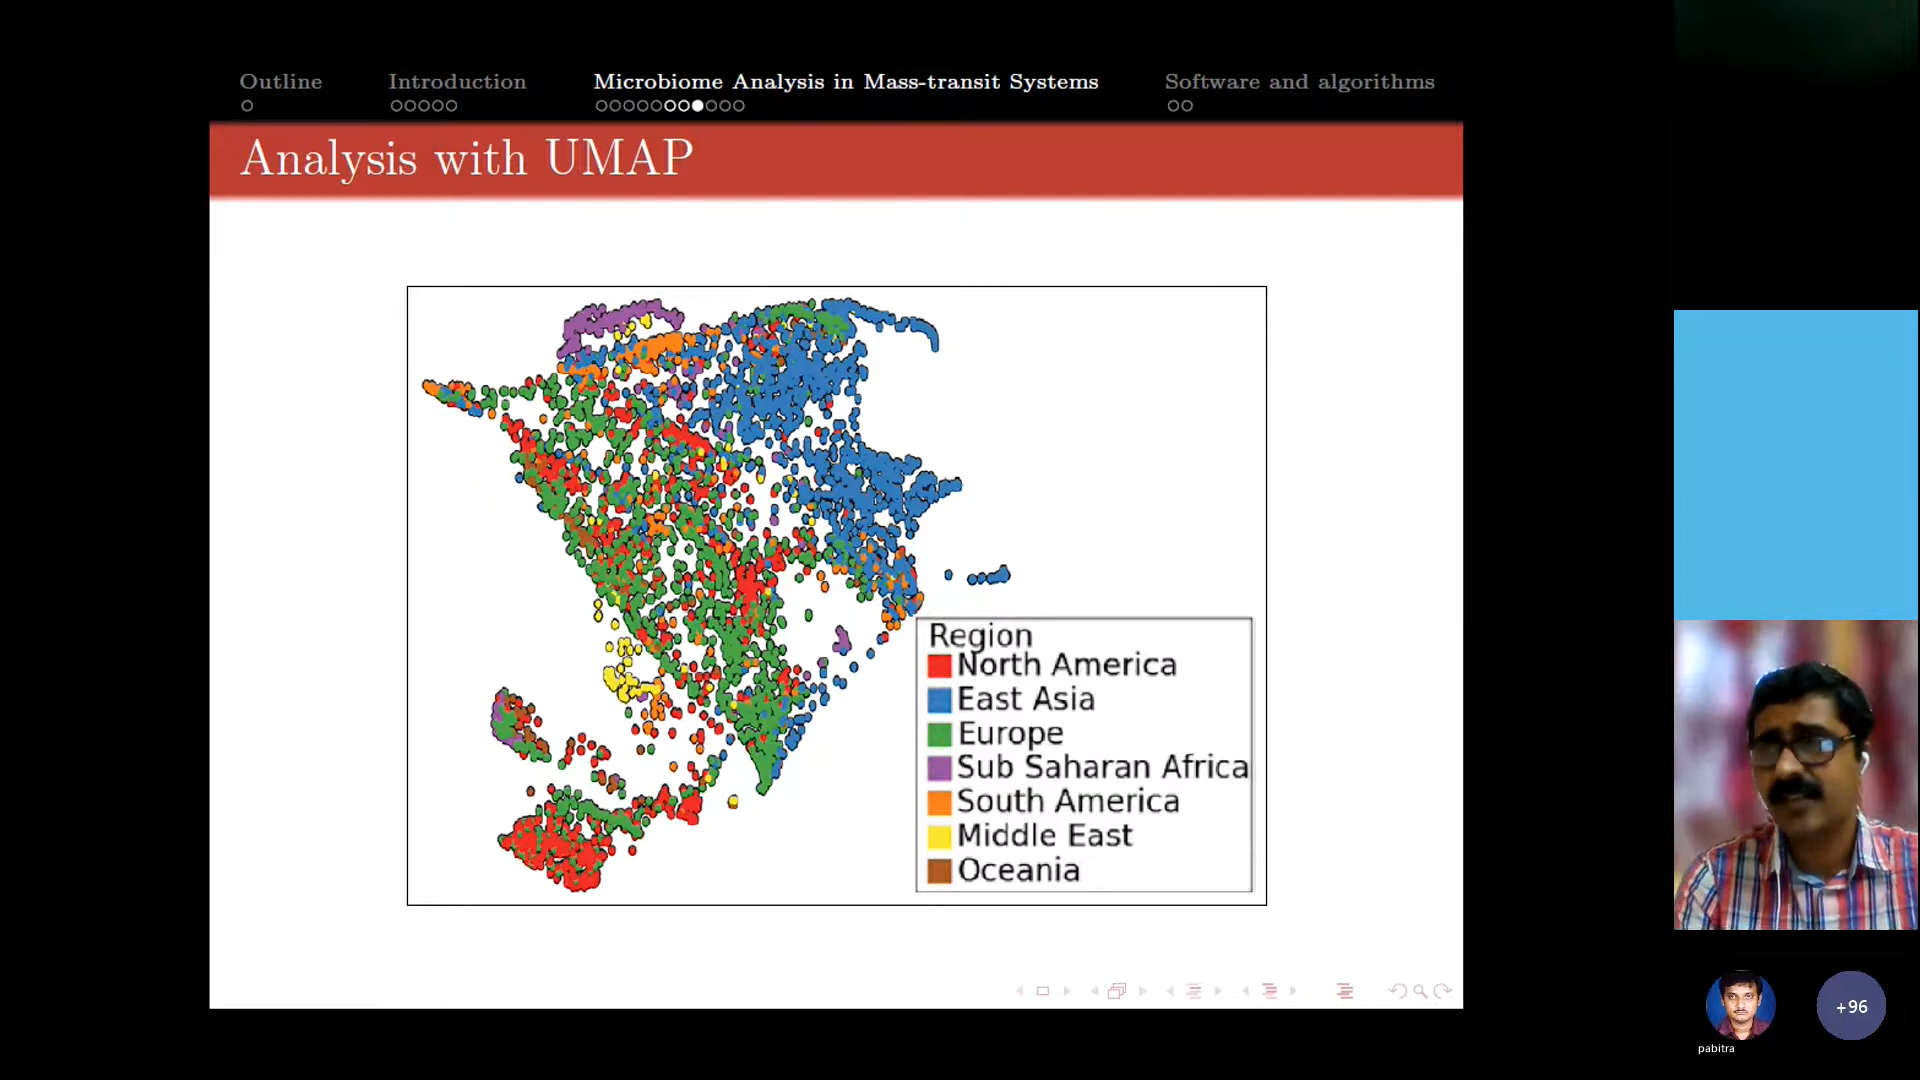 Outline Introduction Microbiome Analysis in Mass-transit Systems Software and algorithms
Analysis with UMAP
Region
North America
East Asia
Europe
Sub Saharan Africa
South America
Middle East
Oceania
+96
pabitra